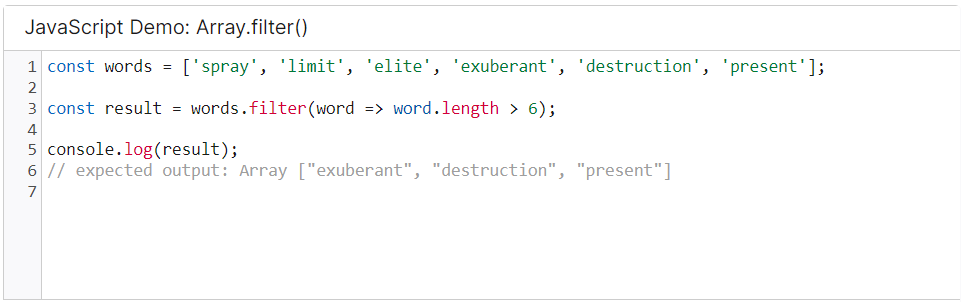 JavaScript Demo: Array.filter()
1 const words = ['spray', 'limit', 'elite', 'exuberant', 'destruction', 'present'];
2
3 const result = words.filter(word => word.length > 6);
4
5 console.log(result);
6 // expected output: Array ["exuberant", "destruction", "present"]
7